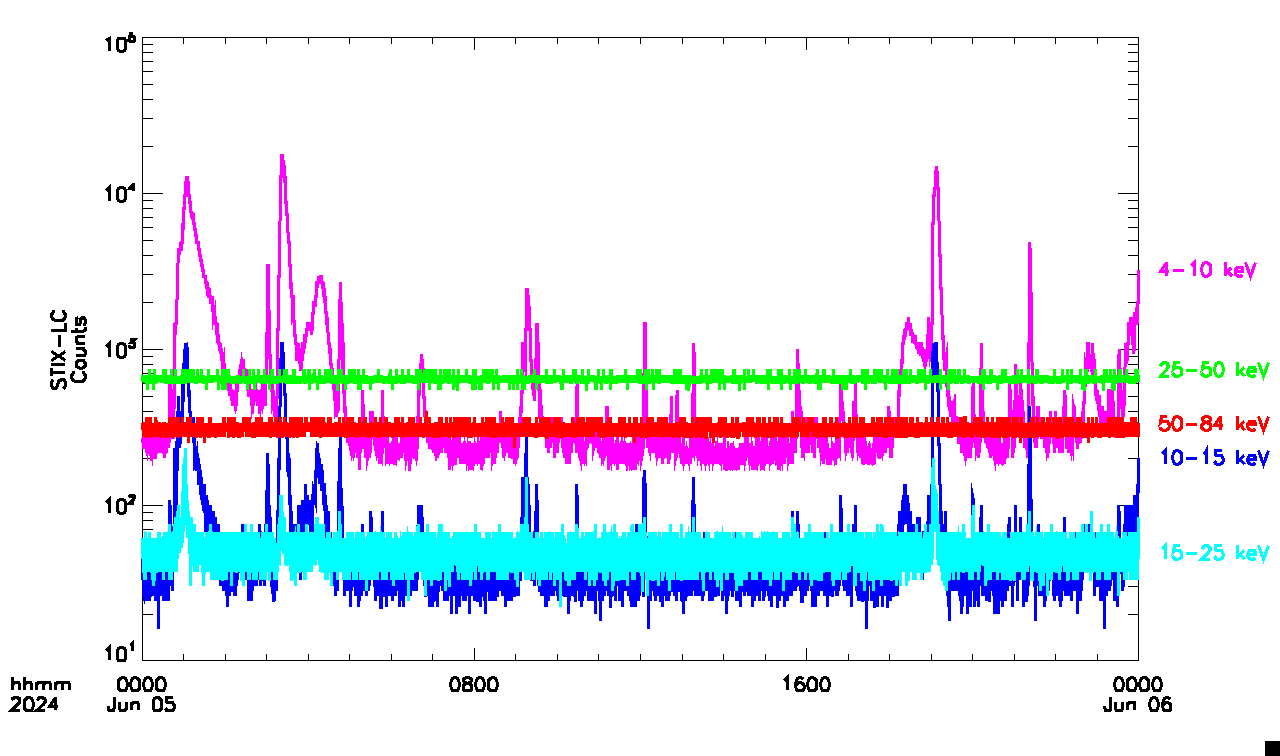 10^6
10^4
10^3
10^2
10^1
STIX-LC
Counts
4-10 keV
25-50 keV
50-84 keV
10-15 keV
15-25 keV
hhmm 0000 0800 1600 0000
2024 Jun 05 Jun 06